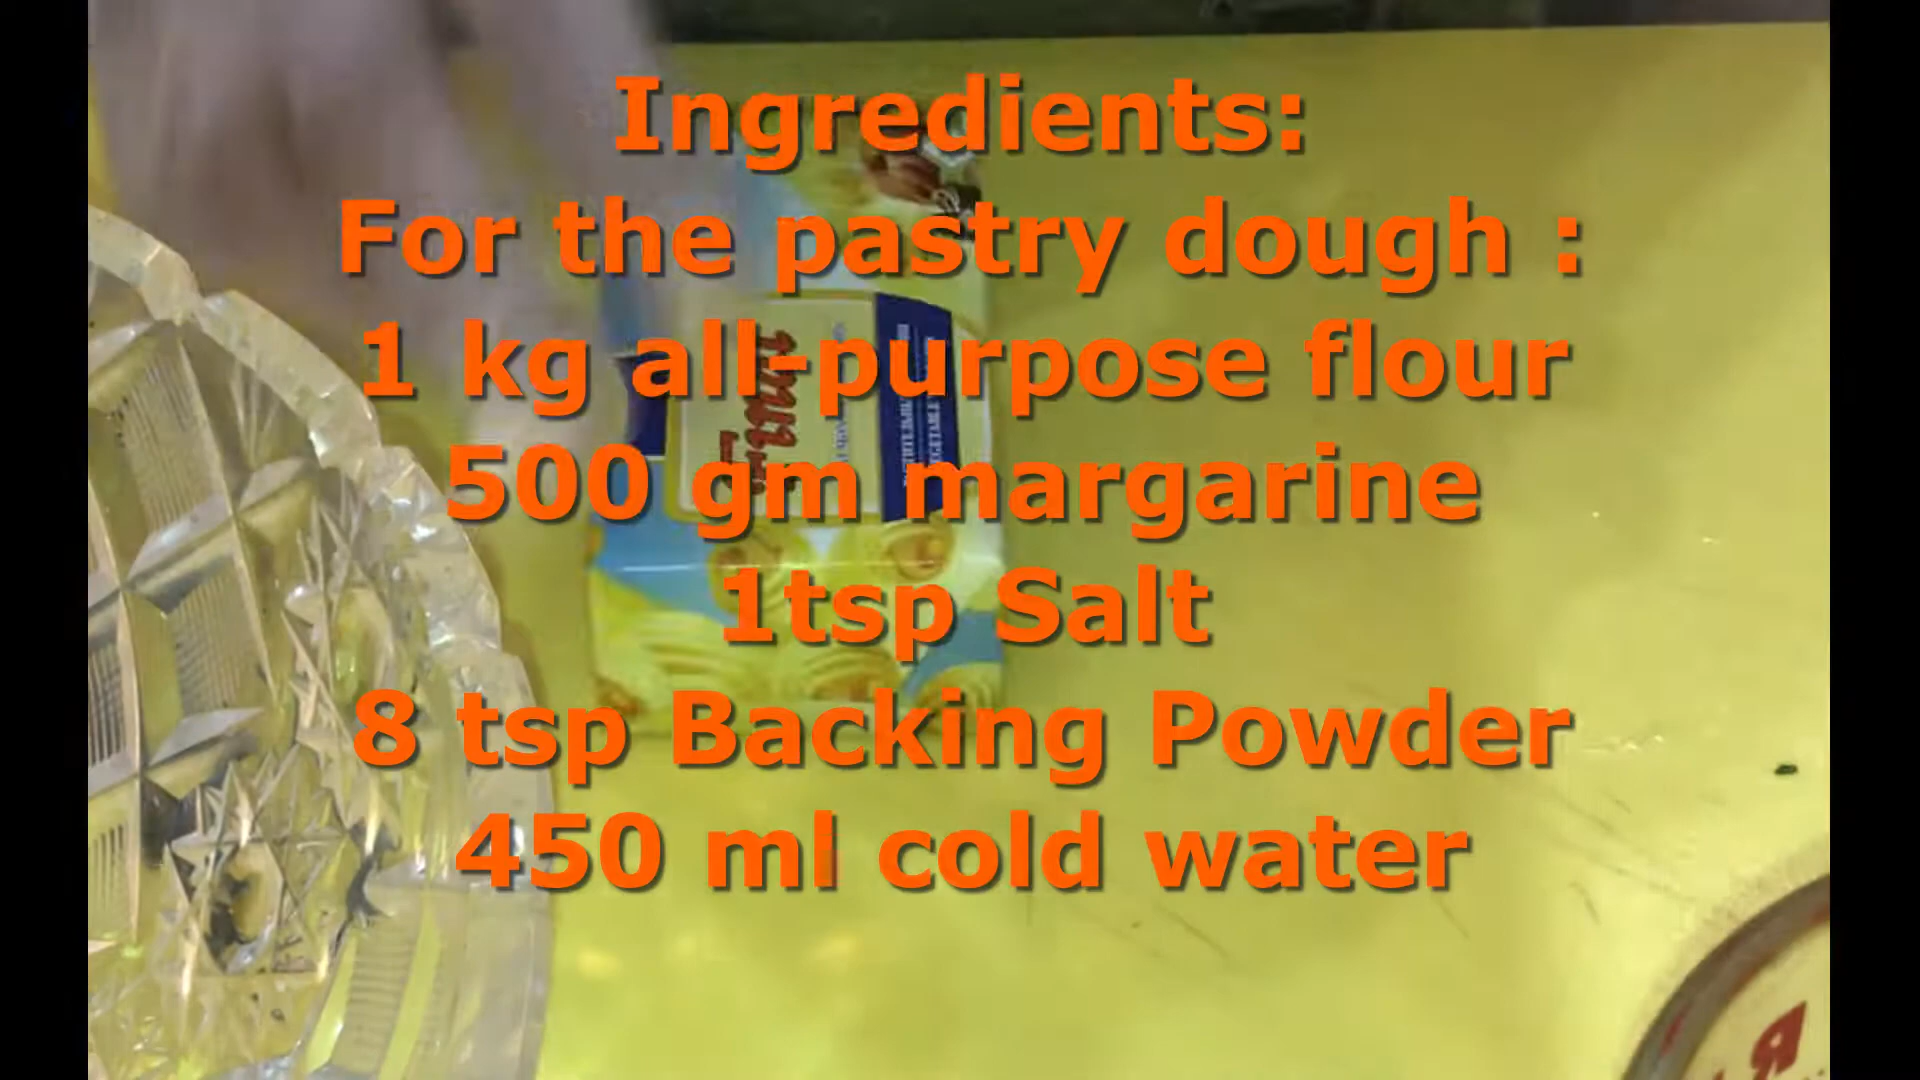 Ingredients:
For the pastry dough :
1 kg all-purpose flour
500 gm margarine
1tsp Salt
8 tsp Backing Powder
450 ml cold water
Я